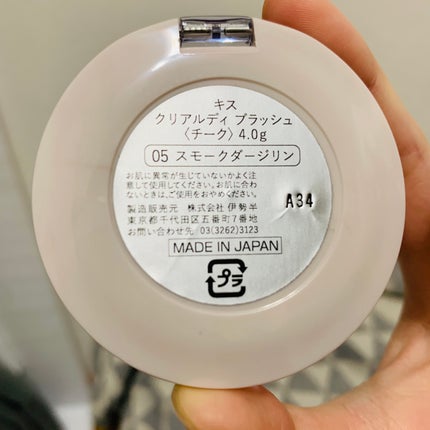 キス
クリアルディ ブラッシュ
〈チーク〉 4.0g
05 スモークダージリン
お肌に異常が生じていないかよく注
意して使用してください。お肌に合わ
ないときは、ご使用をおやめください。
A34
製造販売元 株式会社 伊勢半
東京都千代田区五番町7番地
お問い合わせ先 03(3262)3123
MADE IN JAPAN
プラ